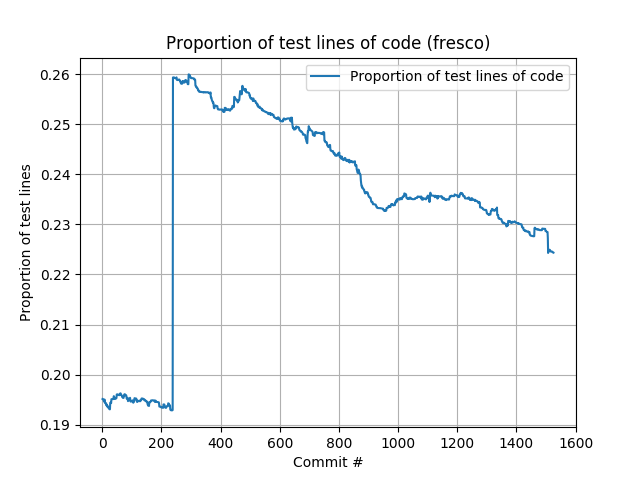 Proportion of test lines of code (fresco)
Proportion of test lines of code
0.26
0.25
0.24
0.23
0.22
0.21
0.20
0.19
Proportion of test lines
0 200 400 600 800 1000 1200 1400 1600
Commit #